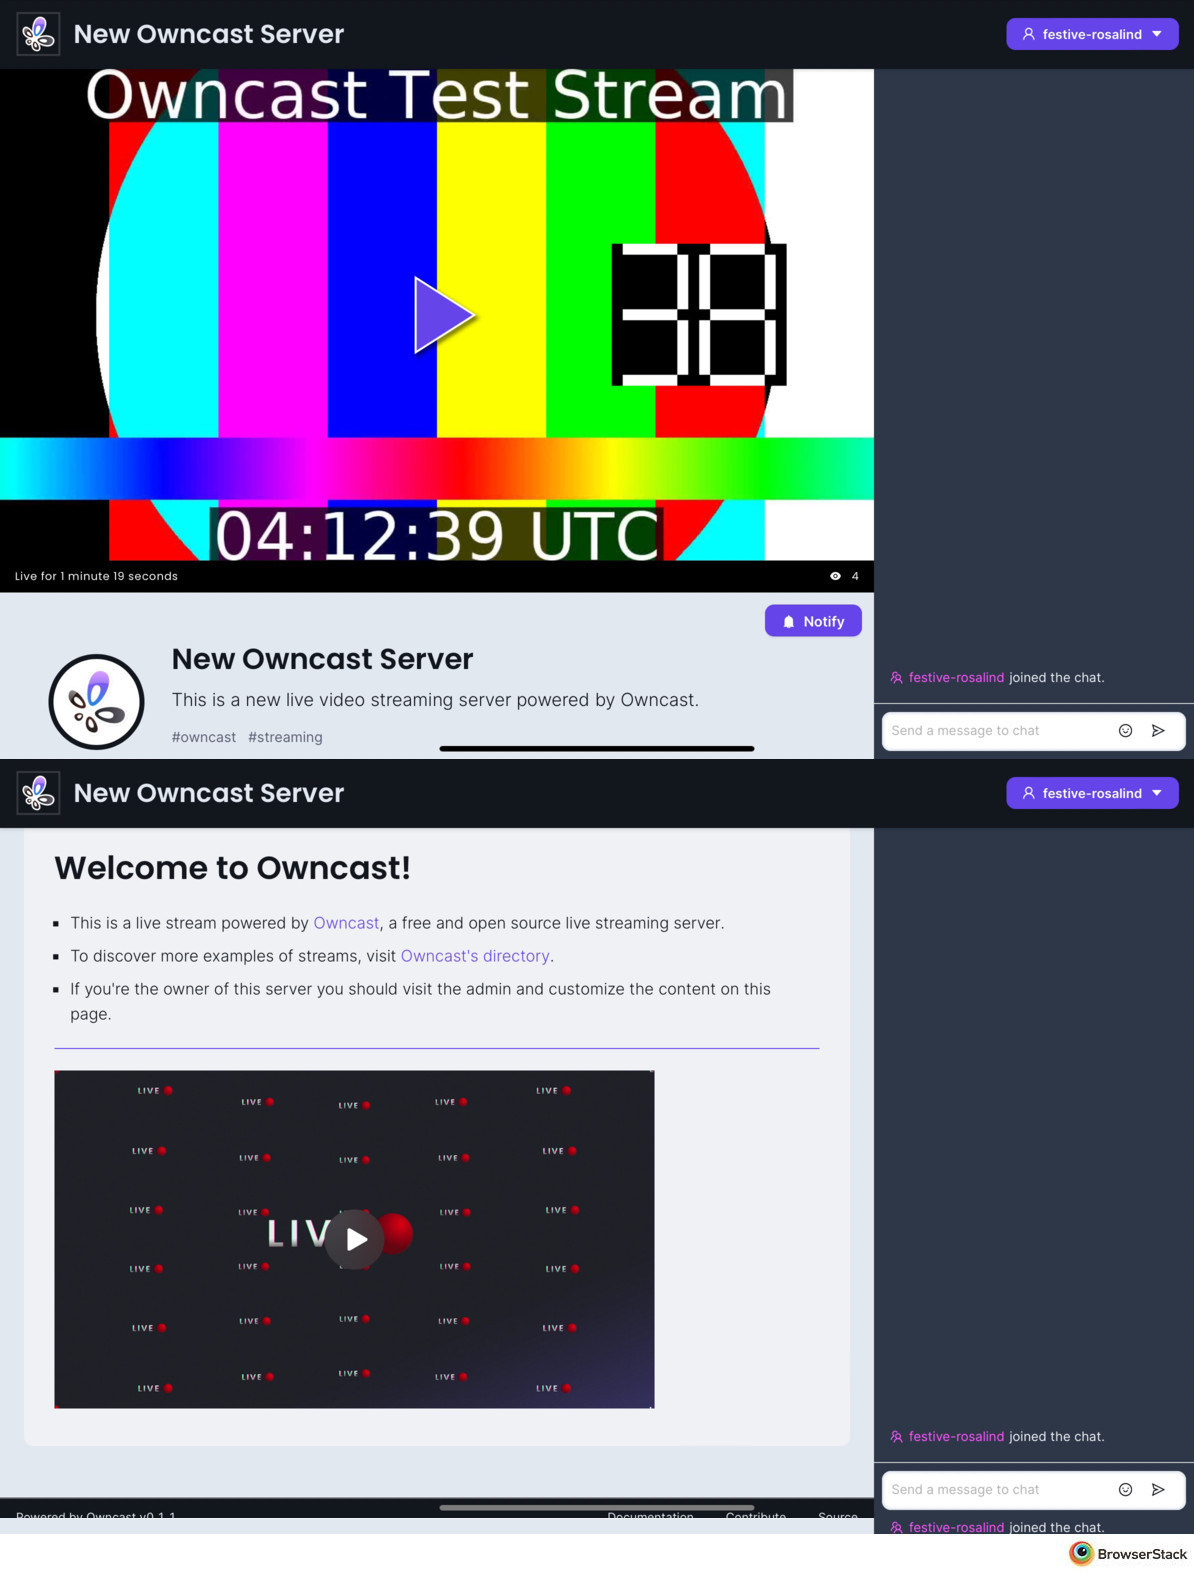 New Owncast Server
festive-rosalind
Owncast Test Stream
38
04:12:39 UTC
Live for 1 minute 19 seconds
4
Notify
New Owncast Server
This is a new live video streaming server powered by Owncast.
#owncast #streaming
festive-rosalind joined the chat.
Send a message to chat
New Owncast Server
festive-rosalind
Welcome to Owncast!
This is a live stream powered by Owncast, a free and open source live streaming server.
To discover more examples of streams, visit Owncast's directory.
If you're the owner of this server you should visit the admin and customize the content on this
page.
LIVE LIVE LIVE LIVE LIVE
LIVE LIVE LIVE LIVE LIVE
LIVE LIVE LIVE LIVE
LIV
LIVE LIVE LIVE LIVE
LIVE LIVE LIVE LIVE LIVE
LIVE LIVE LIVE LIVE LIVE
festive-rosalind joined the chat.
Send a message to chat
Powered by Owncast v0.1.1
Documentation Contribute Source
festive-rosalind joined the chat.
BrowserStack